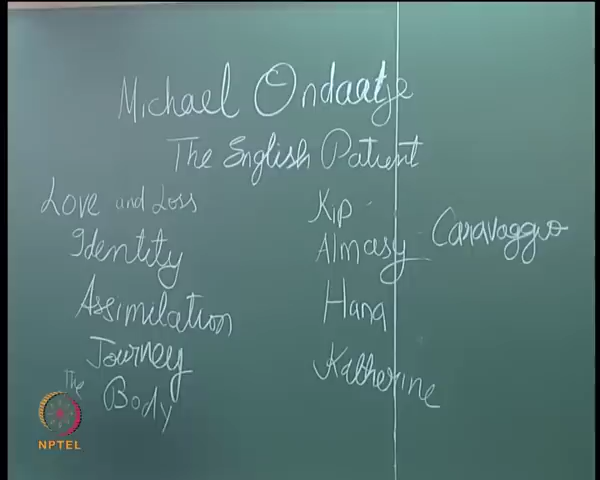 Michael Ondaatje
The English Patient
Love and Loss
Identity
Assimilation
Journey
The Body
Kip
Almasy
Caravaggio
Hana
Katherine
NPTEL